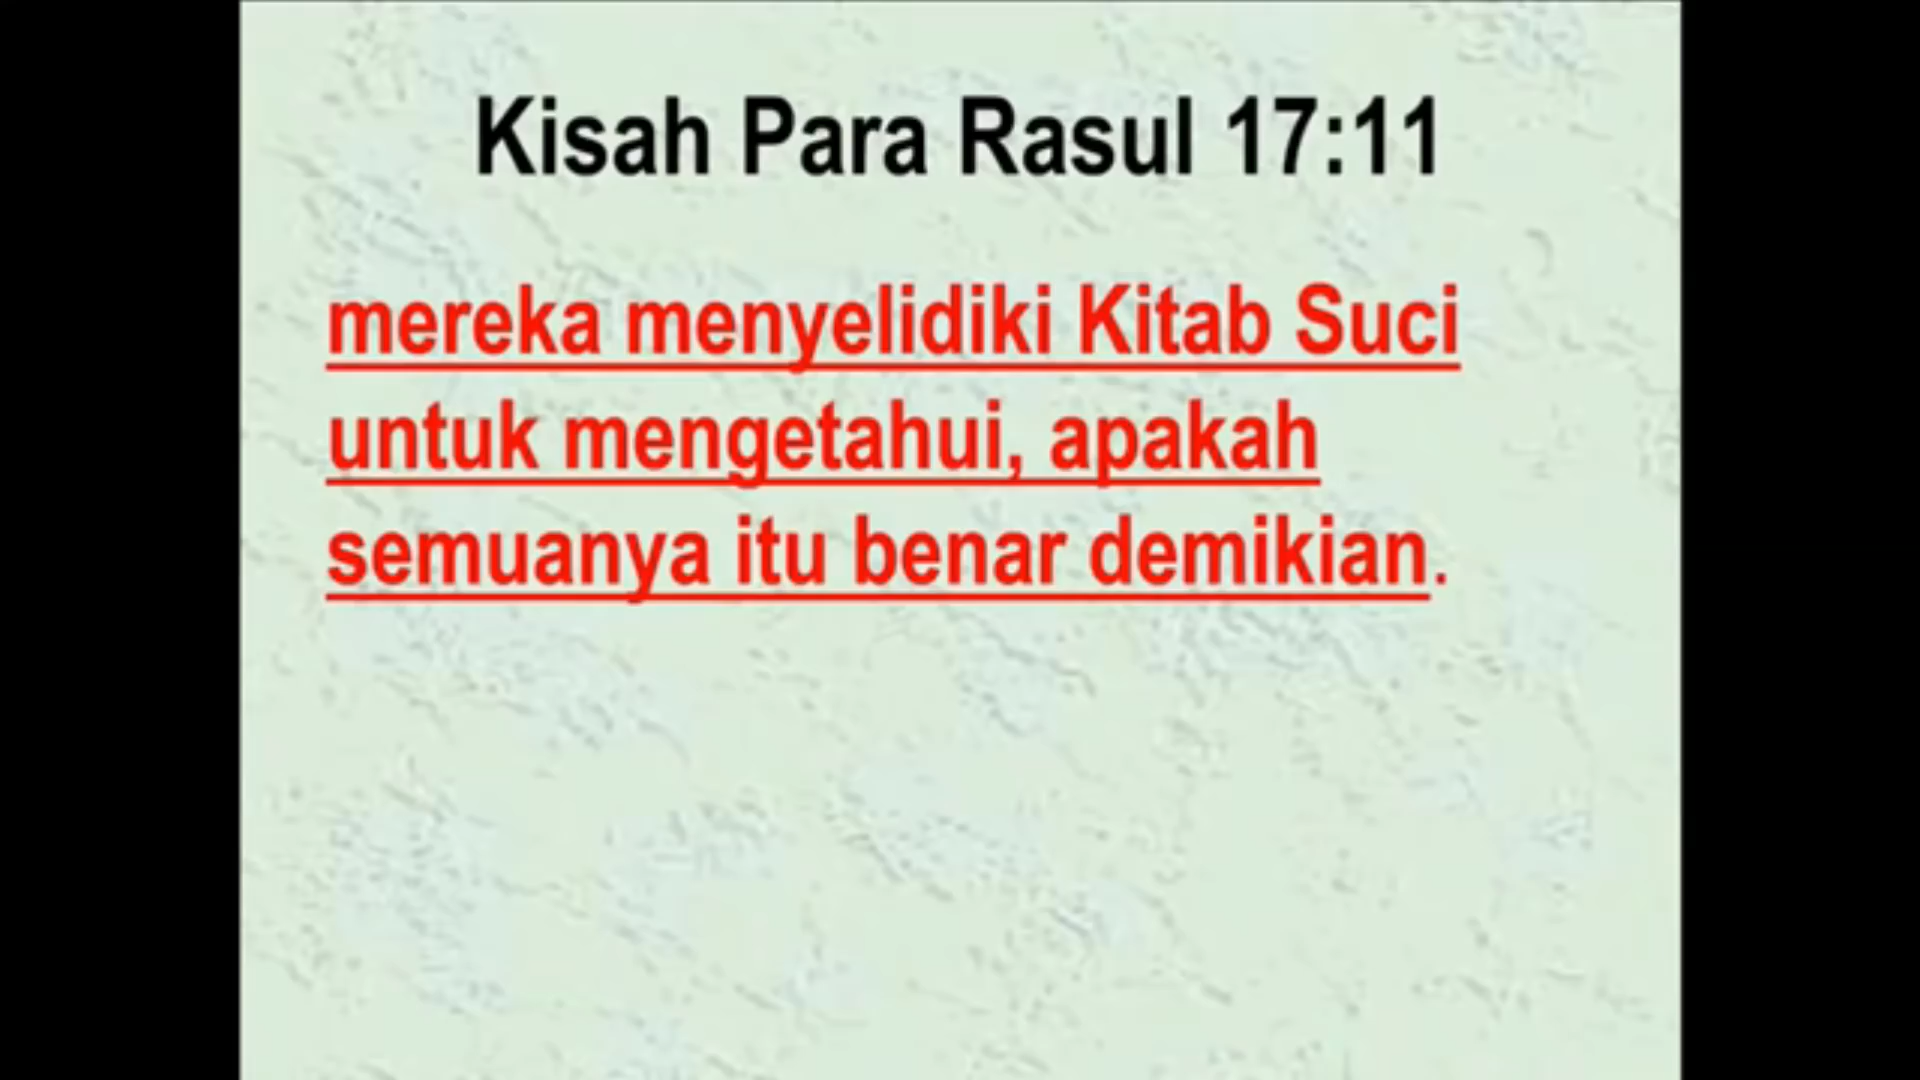 Kisah Para Rasul 17:11
mereka menyelidiki Kitab Suci
untuk mengetahui, apakah
semuanya itu benar demikian.